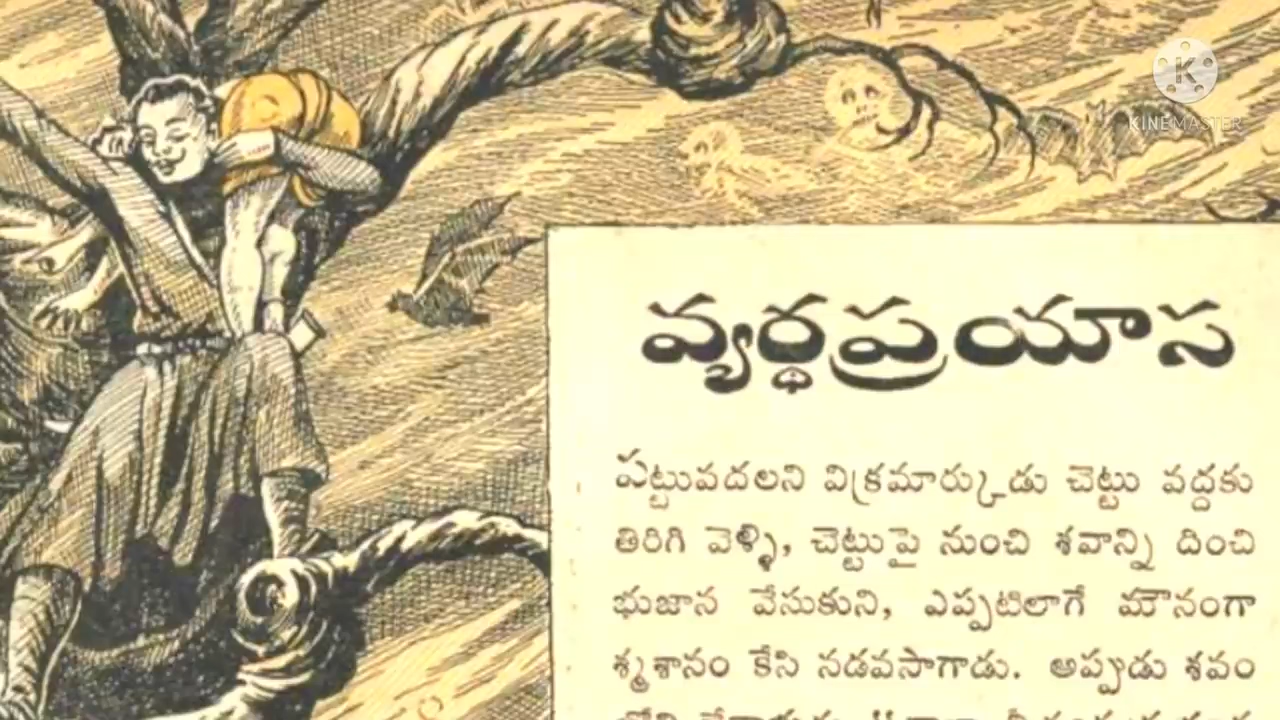 KINEMASTER
వ్యర్థప్రయాస
పట్టువదలని విక్రమార్కుడు చెట్టు వద్దకు
తిరిగి వెళ్ళి, చెట్టుపై నుంచి శవాన్ని దించి
భుజాన వేసుకుని, ఎప్పటిలాగే మౌనంగా
శ్మశానం కేసి నడవసాగాడు. అప్పుడు శవం